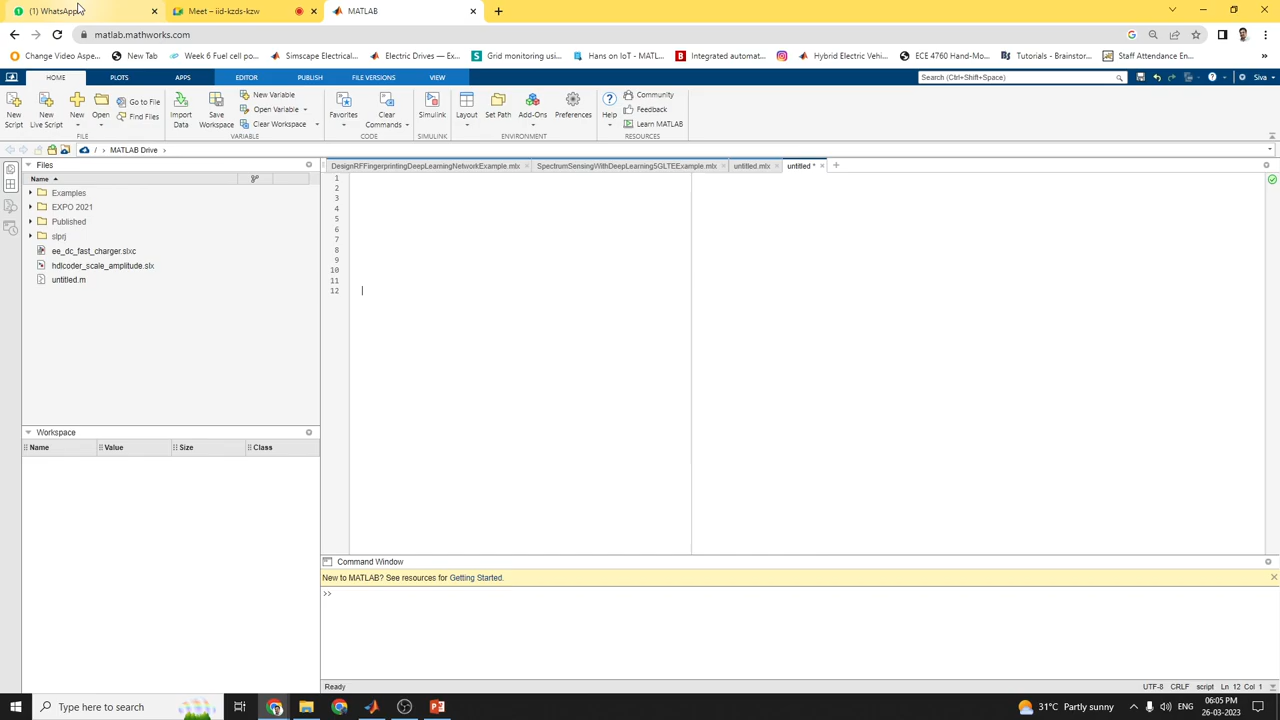 (1) WhatsApp
Meet – iid-kzds-kzw
MATLAB
matlab.mathworks.com
Change Video Aspe... New Tab Week 6 Fuel cell po... Simscape Electrical... Electric Drives — Ex... Grid monitoring usi... Hans on IoT - MATL... Integrated automat... Hybrid Electric Vehi... ECE 4760 Hand-Mo... Tutorials - Brainstor... Staff Attendance En... »
HOME PLOTS APPS EDITOR PUBLISH FILE VERSIONS VIEW Search (Ctrl+Shift+Space) Siva
New Script
New Live Script
New
Open
Go to File
Find Files
FILE
Import Data
Save Workspace
New Variable
Open Variable
Clear Workspace
VARIABLE
Favorites
Clear Commands
CODE
Simulink
SIMULINK
Layout
Set Path
Add-Ons
Preferences
ENVIRONMENT
Help
Community
Feedback
Learn MATLAB
RESOURCES
/ › MATLAB Drive ›
Files
Name
Examples
EXPO 2021
Published
slprj
ee_dc_fast_charger.slxc
hdlcoder_scale_amplitude.slx
untitled.m
Workspace
Name Value Size Class
DesignRFFingerprintingDeepLearningNetworkExample.mlx SpectrumSensingWithDeepLearning5GLTEExample.mlx untitled.mlx untitled *
1
2
3
4
5
6
7
8
9
10
11
12
Command Window
New to MATLAB? See resources for Getting Started.
>>
Ready UTF-8 CRLF script Ln 12 Col 1
Type here to search
31°C Partly sunny
06:05 PM
26-03-2023